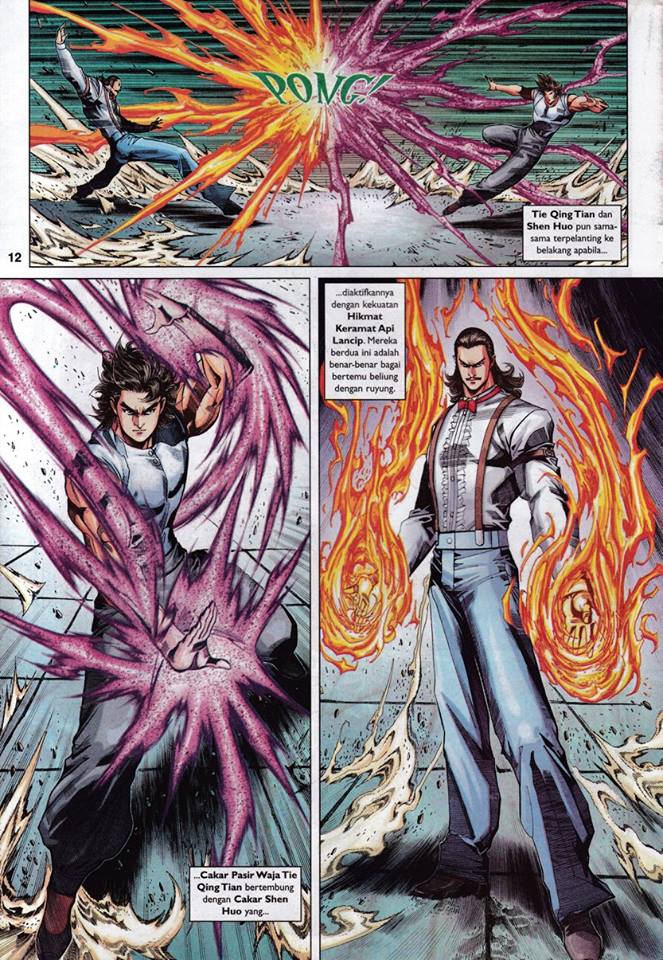 PONG!
Tie Qing Tian dan
Shen Huo pun sama-
sama terpelanting ke
belakang apabila...
12
...Cakar Pasir Waja Tie
Qing Tian bertembung
dengan Cakar Shen
Huo yang...
...diaktifkannya
dengan kekuatan
Hikmat
Keramat Api
Lancip. Mereka
berdua ini adalah
benar-benar bagai
bertemu beliung
dengan ruyung.